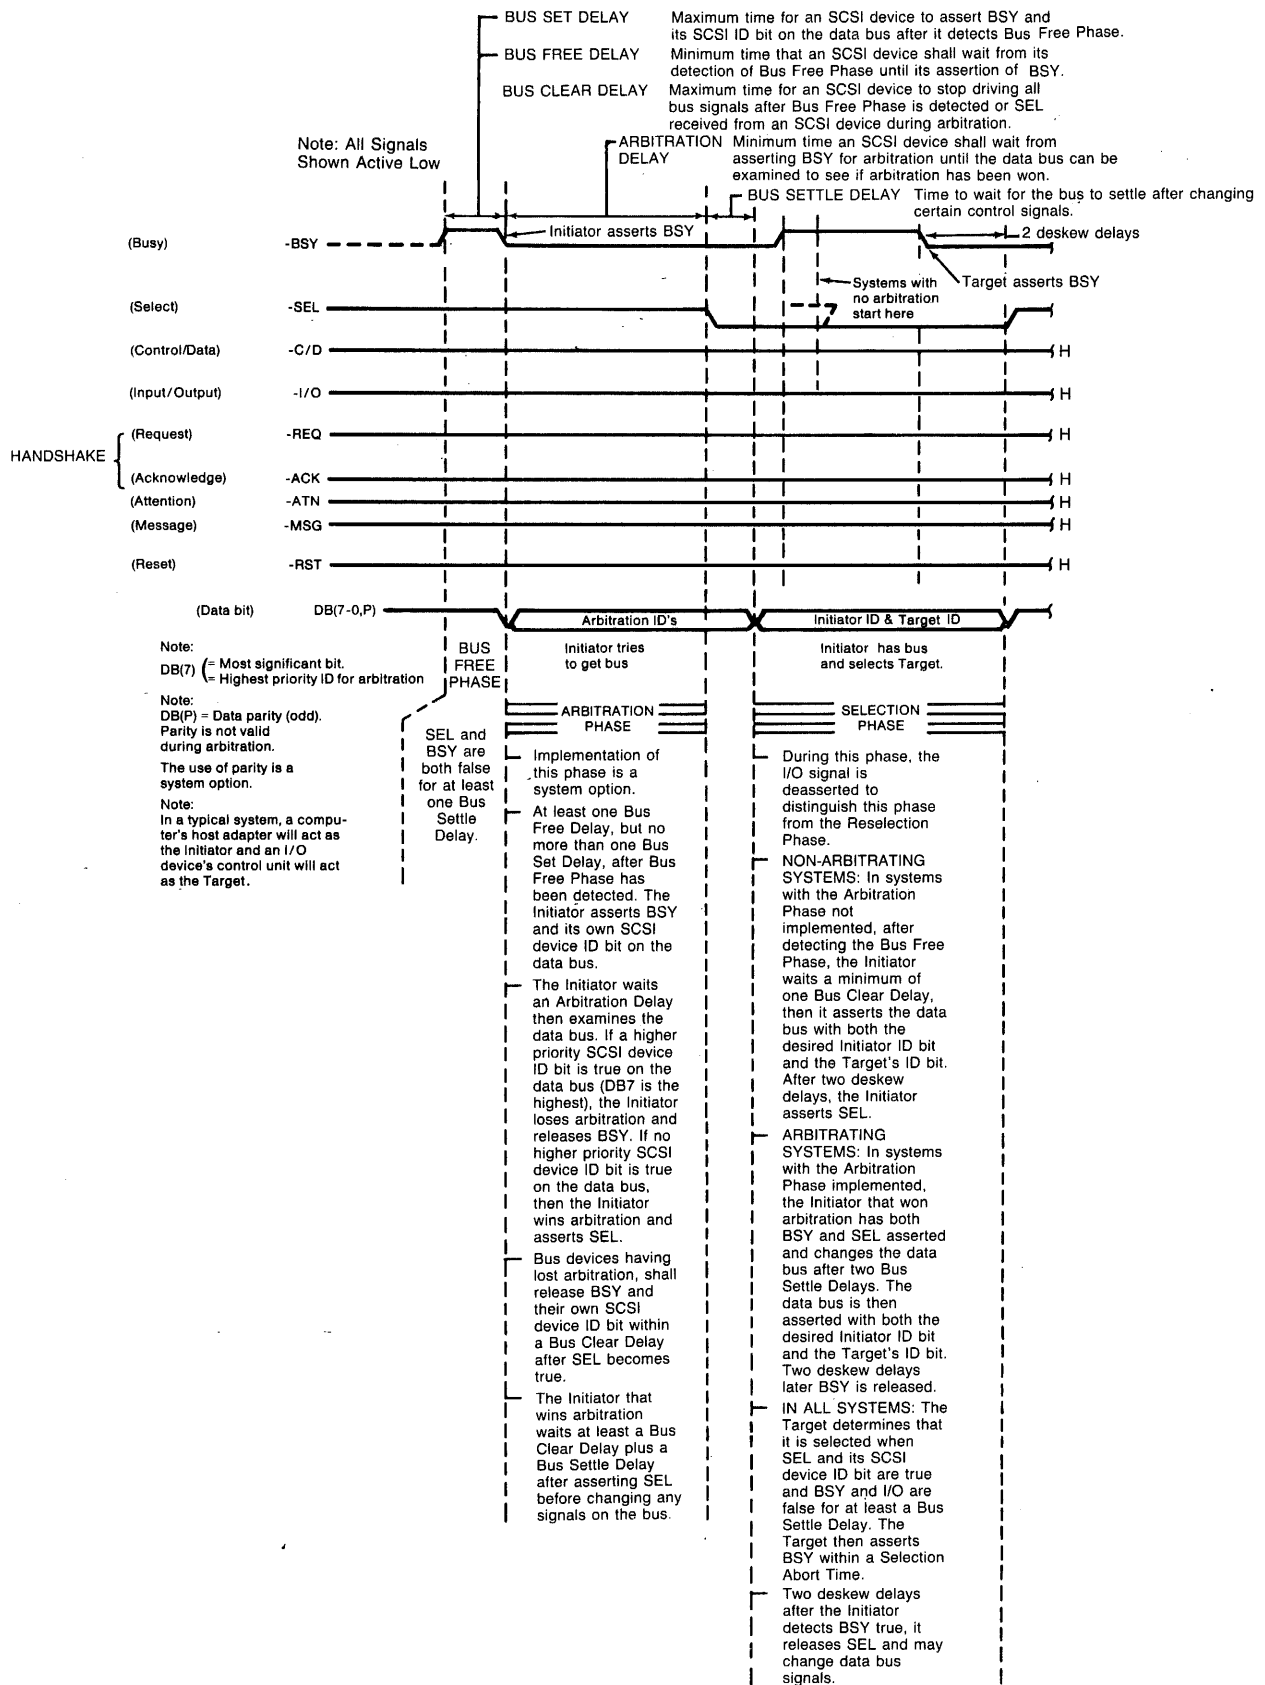 BUS SET DELAY Maximum time for an SCSI device to assert BSY and
its SCSI ID bit on the data bus after it detects Bus Free Phase.
BUS FREE DELAY Minimum time that an SCSI device shall wait from its
detection of Bus Free Phase until its assertion of BSY.
BUS CLEAR DELAY Maximum time for an SCSI device to stop driving all
bus signals after Bus Free Phase is detected or SEL
received from an SCSI device during arbitration.
Note: All Signals
Shown Active Low
ARBITRATION DELAY Minimum time an SCSI device shall wait from
asserting BSY for arbitration until the data bus can be
examined to see if arbitration has been won.
BUS SETTLE DELAY Time to wait for the bus to settle after changing
certain control signals.
(Busy) -BSY
Initiator asserts BSY
2 deskew delays
Target asserts BSY
Systems with
no arbitration
start here
(Select) -SEL
(Control/Data) -C/D H
(Input/Output) -I/O H
HANDSHAKE
(Request) -REQ H
(Acknowledge) -ACK H
(Attention) -ATN H
(Message) -MSG H
(Reset) -RST H
(Data bit) DB(7-0,P) Arbitration ID's Initiator ID & Target ID
Note:
DB(7) (= Most significant bit.
= Highest priority ID for arbitration
Note:
DB(P) = Data parity (odd).
Parity is not valid
during arbitration.
The use of parity is a
system option.
Note:
In a typical system, a compu-
ter's host adapter will act as
the Initiator and an I/O
device's control unit will act
as the Target.
BUS
FREE
PHASE
SEL and
BSY are
both false
for at least
one Bus
Settle
Delay.
Initiator tries
to get bus
ARBITRATION
PHASE
Implementation of
this phase is a
system option.
At least one Bus
Free Delay, but no
more than one Bus
Set Delay, after Bus
Free Phase has
been detected. The
Initiator asserts BSY
and its own SCSI
device ID bit on the
data bus.
The Initiator waits
an Arbitration Delay
then examines the
data bus. If a higher
priority SCSI device
ID bit is true on the
data bus (DB7 is the
highest), the Initiator
loses arbitration and
releases BSY. If no
higher priority SCSI
device ID bit is true
on the data bus,
then the Initiator
wins arbitration and
asserts SEL.
Bus devices having
lost arbitration, shall
release BSY and
their own SCSI
device ID bit within
a Bus Clear Delay
after SEL becomes
true.
The Initiator that
wins arbitration
waits at least a Bus
Clear Delay plus a
Bus Settle Delay
after asserting SEL
before changing any
signals on the bus.
Initiator has bus
and selects Target.
SELECTION
PHASE
During this phase, the
I/O signal is
deasserted to
distinguish this phase
from the Reselection
Phase.
NON-ARBITRATING
SYSTEMS: In systems
with the Arbitration
Phase not
implemented, after
detecting the Bus Free
Phase, the Initiator
waits a minimum of
one Bus Clear Delay,
then it asserts the data
bus with both the
desired Initiator ID bit
and the Target's ID bit.
After two deskew
delays, the Initiator
asserts SEL.
ARBITRATING
SYSTEMS: In systems
with the Arbitration
Phase implemented,
the Initiator that won
arbitration has both
BSY and SEL asserted
and changes the data
bus after two Bus
Settle Delays. The
data bus is then
asserted with both the
desired Initiator ID bit
and the Target's ID bit.
Two deskew delays
later BSY is released.
IN ALL SYSTEMS: The
Target determines that
it is selected when
SEL and its SCSI
device ID bit are true
and BSY and I/O are
false for at least a Bus
Settle Delay. The
Target then asserts
BSY within a Selection
Abort Time.
Two deskew delays
after the Initiator
detects BSY true, it
releases SEL and may
change data bus
signals.